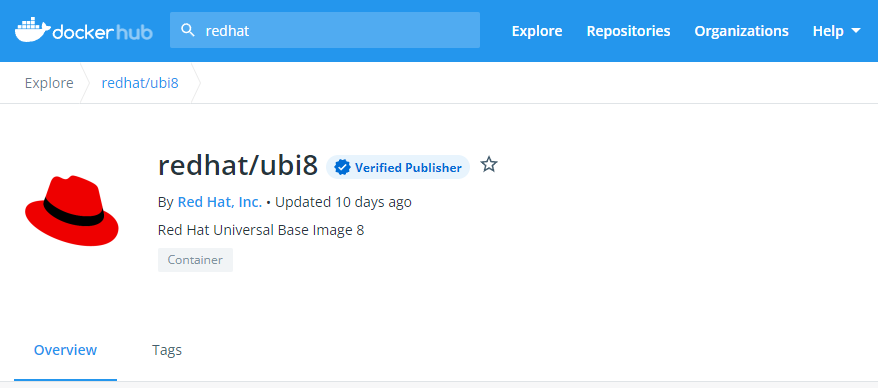 dockerhub redhat Explore Repositories Organizations Help
Explore redhat/ubi8
redhat/ubi8 Verified Publisher
By Red Hat, Inc. • Updated 10 days ago
Red Hat Universal Base Image 8
Container
Overview Tags